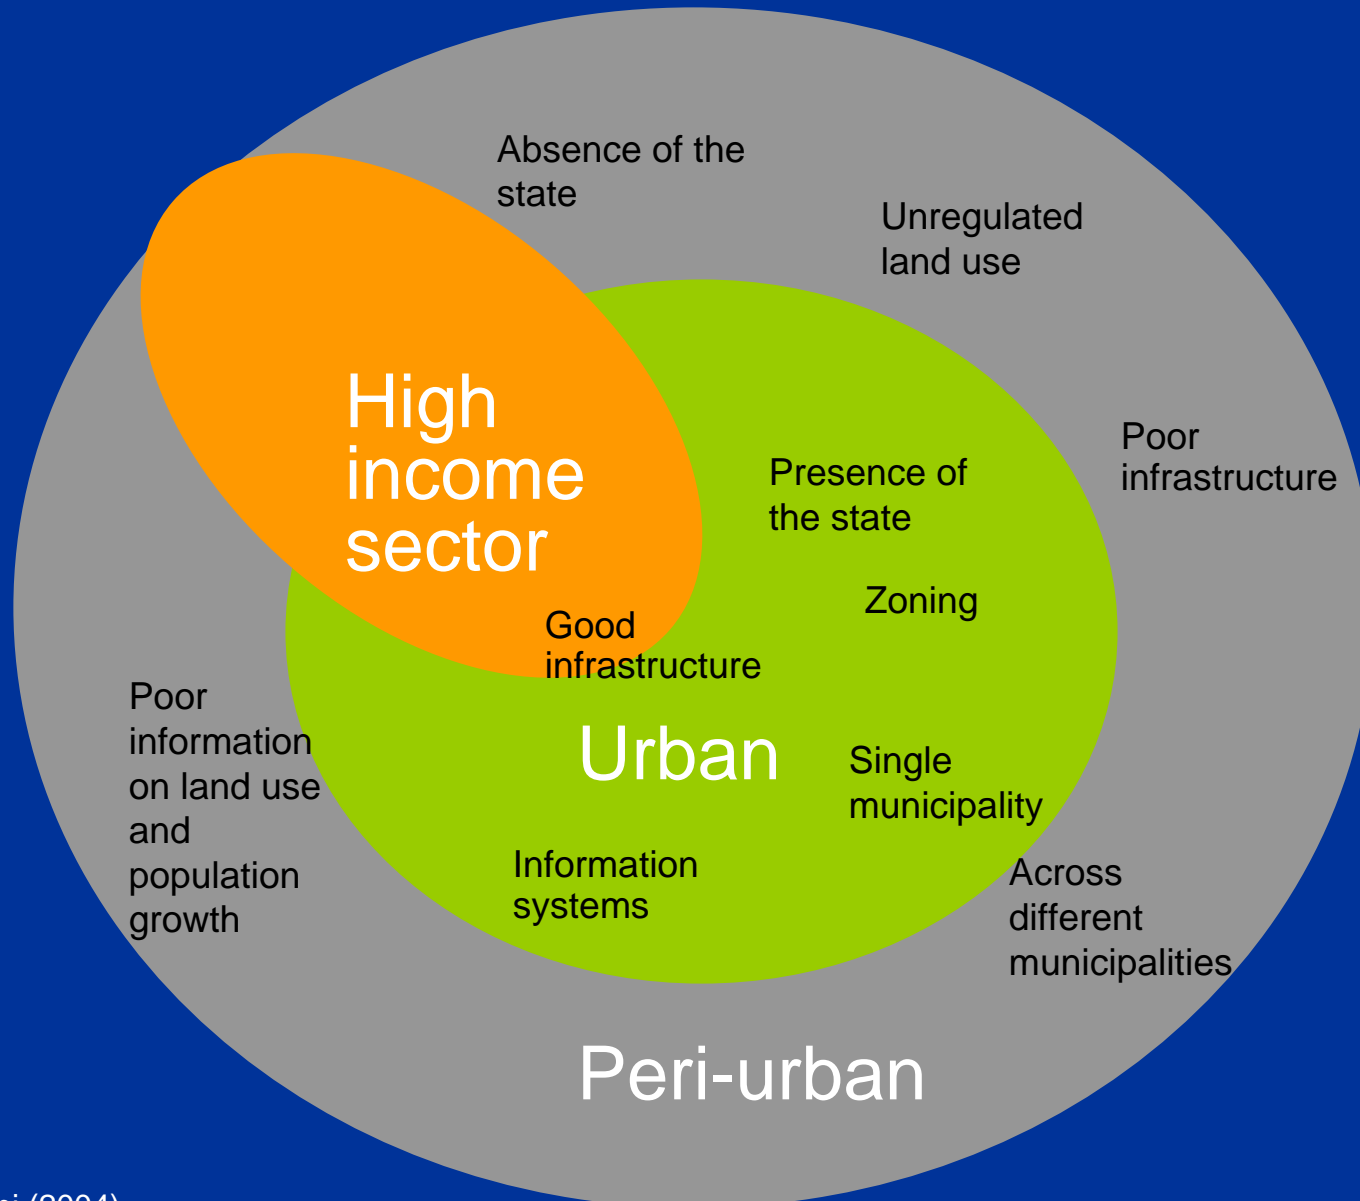 Absence of the
state
Unregulated
land use
High
income
sector
Poor
infrastructure
Presence of
the state
Zoning
Good
infrastructure
Poor
information
on land use
and
population
growth
Urban
Single
municipality
Information
systems
Across
different
municipalities
Peri-urban
(2004)